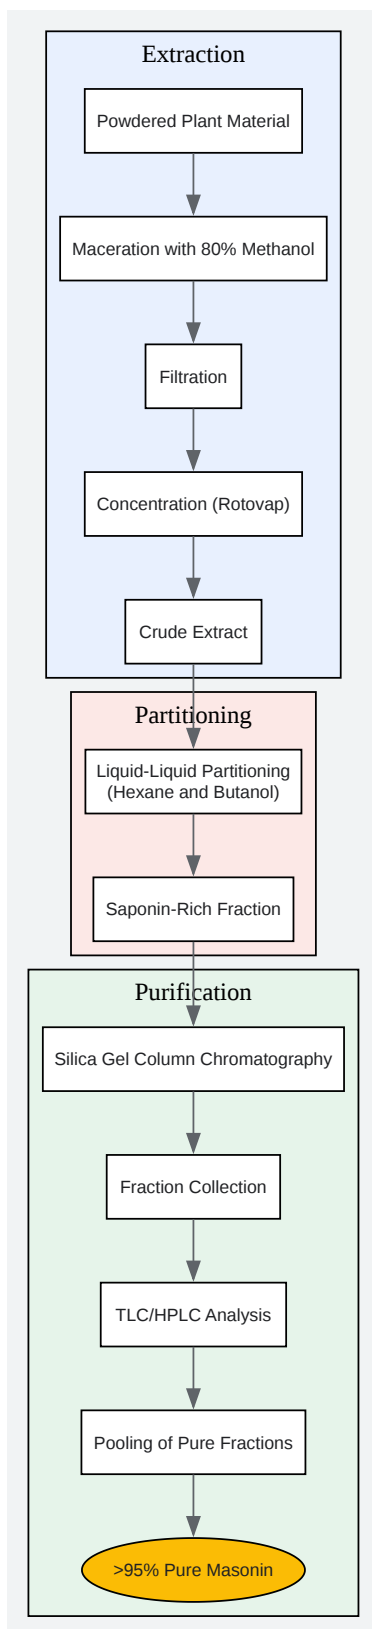 Extraction
Powdered Plant Material
Maceration with 80% Methanol
Filtration
Concentration (Rotovap)
Crude Extract
Partitioning
Liquid-Liquid Partitioning
(Hexane and Butanol)
Saponin-Rich Fraction
Purification
Silica Gel Column Chromatography
Fraction Collection
TLC/HPLC Analysis
Pooling of Pure Fractions
>95% Pure Masonin